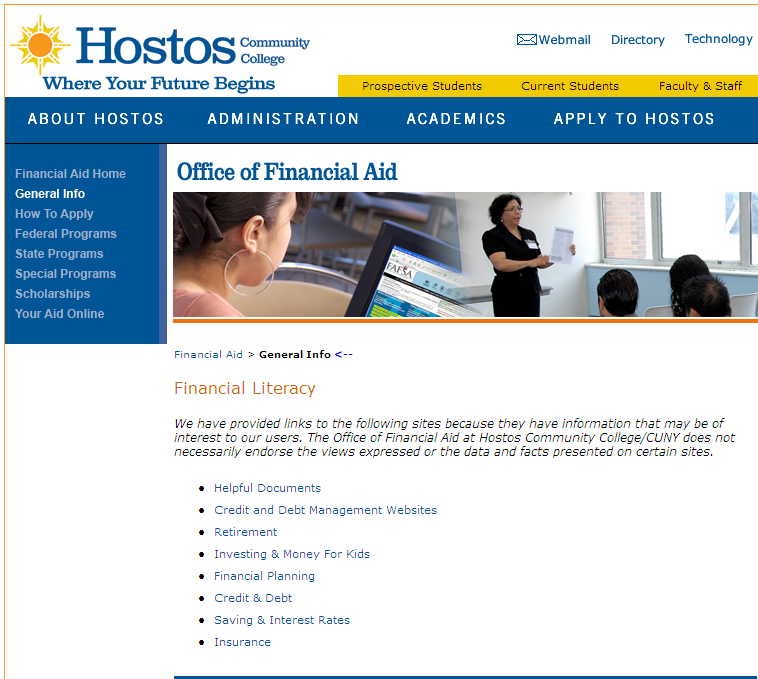 Hostos Community
College
Where Your Future Begins
Webmail Directory Technology
Prospective Students Current Students Faculty & Staff
ABOUT HOSTOS ADMINISTRATION ACADEMICS APPLY TO HOSTOS
Financial Aid Home
General Info
How To Apply
Federal Programs
State Programs
Special Programs
Scholarships
Your Aid Online
Office of Financial Aid
FAFSA
Financial Aid > General Info <--
Financial Literacy
We have provided links to the following sites because they have information that may be of
interest to our users. The Office of Financial Aid at Hostos Community College/CUNY does not
necessarily endorse the views expressed or the data and facts presented on certain sites.
Helpful Documents
Credit and Debt Management Websites
Retirement
Investing & Money For Kids
Financial Planning
Credit & Debt
Saving & Interest Rates
Insurance